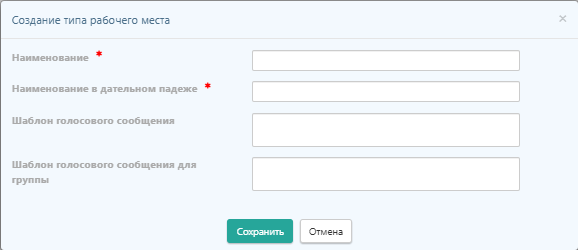 Создание типа рабочего места ×
Наименование *
Наименование в дательном падеже *
Шаблон голосового сообщения
Шаблон голосового сообщения для
группы
Сохранить Отмена